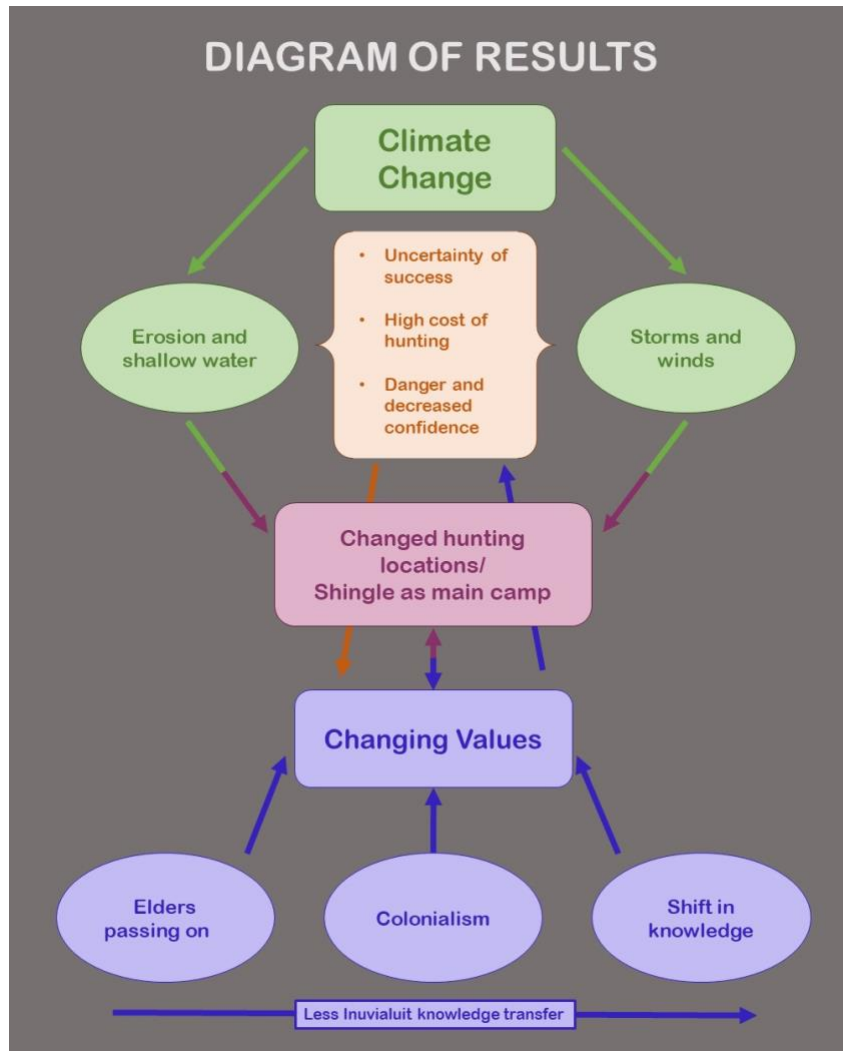 DIAGRAM OF RESULTS
Climate
Change
• Uncertainty of
success
• High cost of
hunting
• Danger and
decreased
confidence
Erosion and
shallow water
Storms and
winds
Changed hunting
locations/
Shingle as main camp
Changing Values
Elders
passing on
Colonialism
Shift in
knowledge
Less Inuvialuit knowledge transfer